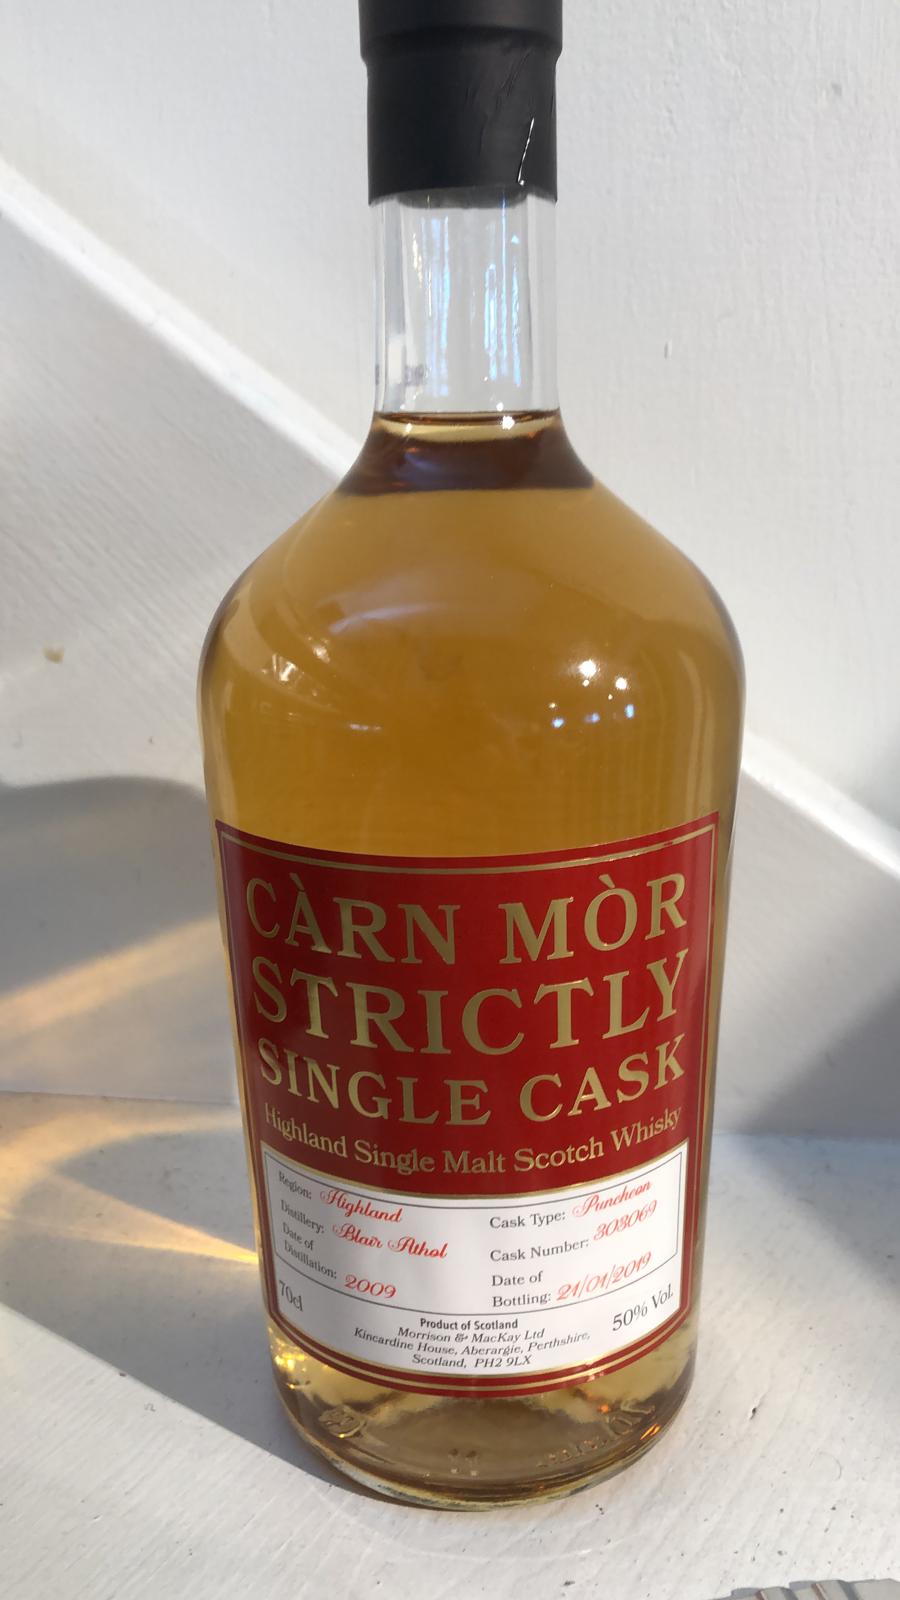 CÀRN MÒR
STRICTLY
SINGLE CASK
Highland Single Malt Scotch Whisky
Region: Highland
Distillery: Blair Athol
Date of
Distillation: 2009
Cask Type: Puncheon
Cask Number: 303069
Date of
Bottling: 21/01/2019
70cl
50% Vol.
Product of Scotland
Morrison & MacKay Ltd
Kincardine House, Aberargie, Perthshire,
Scotland, PH2 9LX